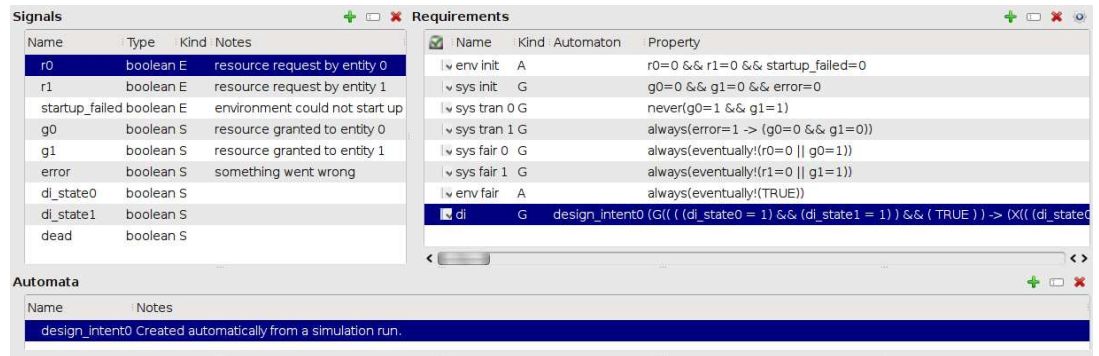 Signals
Name Type Kind Notes
r0 boolean E resource request by entity 0
r1 boolean E resource request by entity 1
startup_failed boolean E environment could not start up
g0 boolean S resource granted to entity 0
g1 boolean S resource granted to entity 1
error boolean S something went wrong
di_state0 boolean S
di_state1 boolean S
dead boolean S
Requirements
Name Kind Automaton Property
env init A r0=0 && r1=0 && startup_failed=0
sys init G g0=0 && g1=0 && error=0
sys tran 0 G never(g0=1 && g1=1)
sys tran 1 G always(error=1 -> (g0=0 && g1=0))
sys fair 0 G always(eventually!(r0=0 || g0=1))
sys fair 1 G always(eventually!(r1=0 || g1=1))
env fair A always(eventually!(TRUE))
di G design_intent0 (G(( ( (di_state0 = 1) && (di_state1 = 1) ) && ( TRUE ) ) -> (X(( (di_state0
Automata
Name Notes
design_intent0 Created automatically from a simulation run.